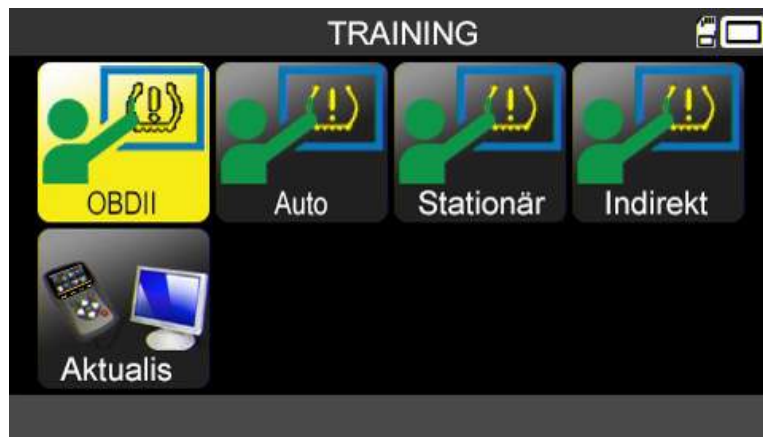 TRAINING
OBDII
Auto
Stationär
Indirekt
Aktualis